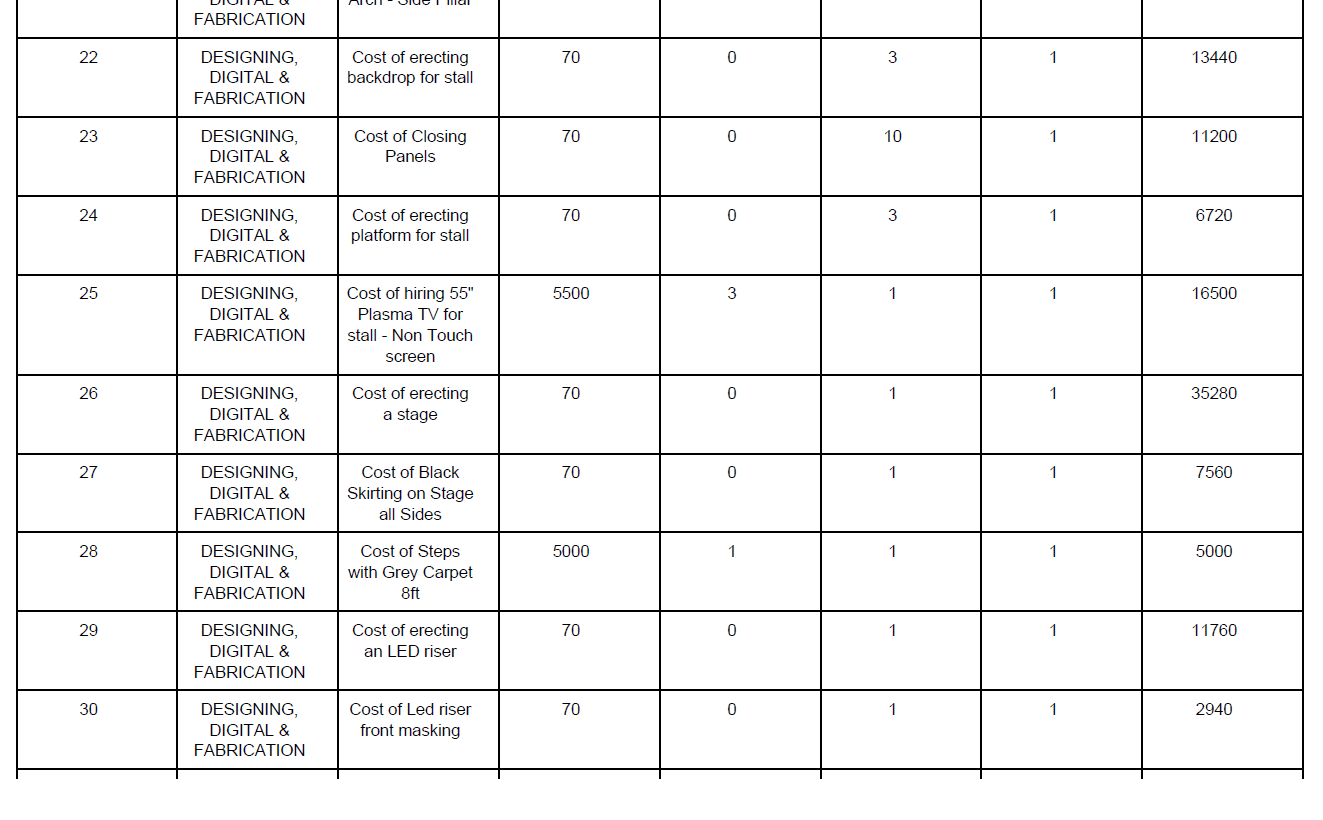 DIGITAL & Arch - Side Pillar
FABRICATION
22 DESIGNING, Cost of erecting 70 0 3 1 13440
DIGITAL & backdrop for stall
FABRICATION
23 DESIGNING, Cost of Closing 70 0 10 1 11200
DIGITAL & Panels
FABRICATION
24 DESIGNING, Cost of erecting 70 0 3 1 6720
DIGITAL & platform for stall
FABRICATION
25 DESIGNING, Cost of hiring 55" 5500 3 1 1 16500
DIGITAL & Plasma TV for
FABRICATION stall - Non Touch
screen
26 DESIGNING, Cost of erecting 70 0 1 1 35280
DIGITAL & a stage
FABRICATION
27 DESIGNING, Cost of Black 70 0 1 1 7560
DIGITAL & Skirting on Stage
FABRICATION all Sides
28 DESIGNING, Cost of Steps 5000 1 1 1 5000
DIGITAL & with Grey Carpet
FABRICATION 8ft
29 DESIGNING, Cost of erecting 70 0 1 1 11760
DIGITAL & an LED riser
FABRICATION
30 DESIGNING, Cost of Led riser 70 0 1 1 2940
DIGITAL & front masking
FABRICATION